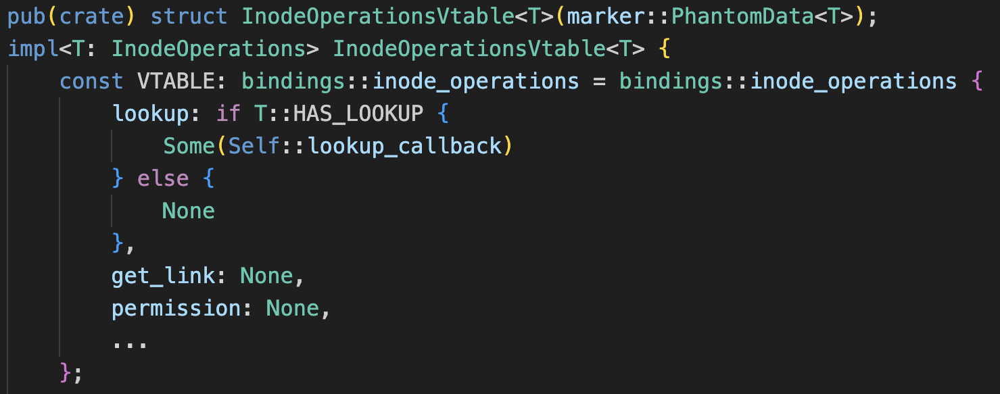 pub(crate) struct InodeOperationsVtable<T>(marker::PhantomData<T>);
impl<T: InodeOperations> InodeOperationsVtable<T> {
    const VTABLE: bindings::inode_operations = bindings::inode_operations {
        lookup: if T::HAS_LOOKUP {
            Some(Self::lookup_callback)
        } else {
            None
        },
        get_link: None,
        permission: None,
        ...
    };